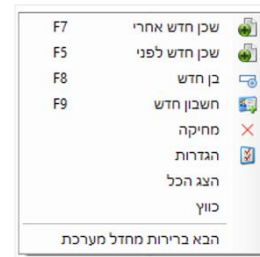 שכן חדש אחרי F7
שכן חדש לפני F5
בן חדש F8
חשבון חדש F9
מחיקה
הגדרות
הצג הכל
כווץ
הבא ברירות מחדל מערכת